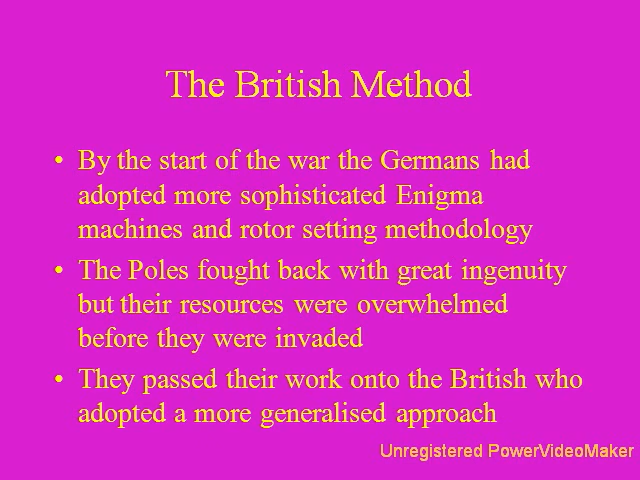 The British Method
• By the start of the war the Germans had
adopted more sophisticated Enigma
machines and rotor setting methodology
• The Poles fought back with great ingenuity
but their resources were overwhelmed
before they were invaded
• They passed their work onto the British who
adopted a more generalised approach
Unregistered PowerVideoMaker